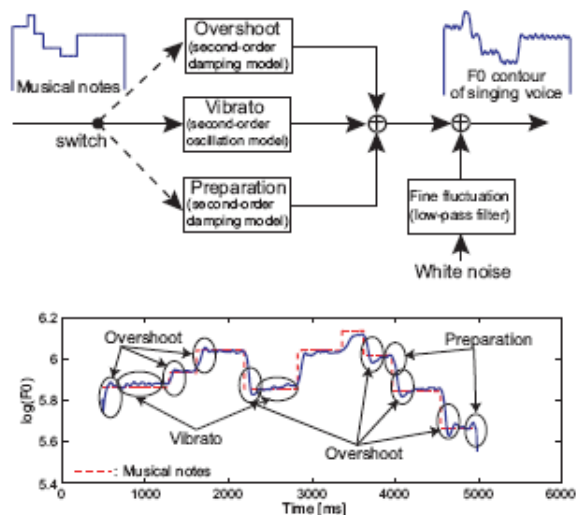 Overshoot
(second-order
damping model)
Musical notes
Vibrato
(second-order
oscillation model)
switch
Preparation
(second-order
damping model)
F0 contour
of singing voice
Fine fluctuation
(low-pass filter)
White noise
6.2
6
5.8
5.6
5.4
log(F0)
Overshoot
Preparation
Vibrato
Overshoot
: Musical notes
0 1000 2000 3000 4000 5000 6000
Time [ms]